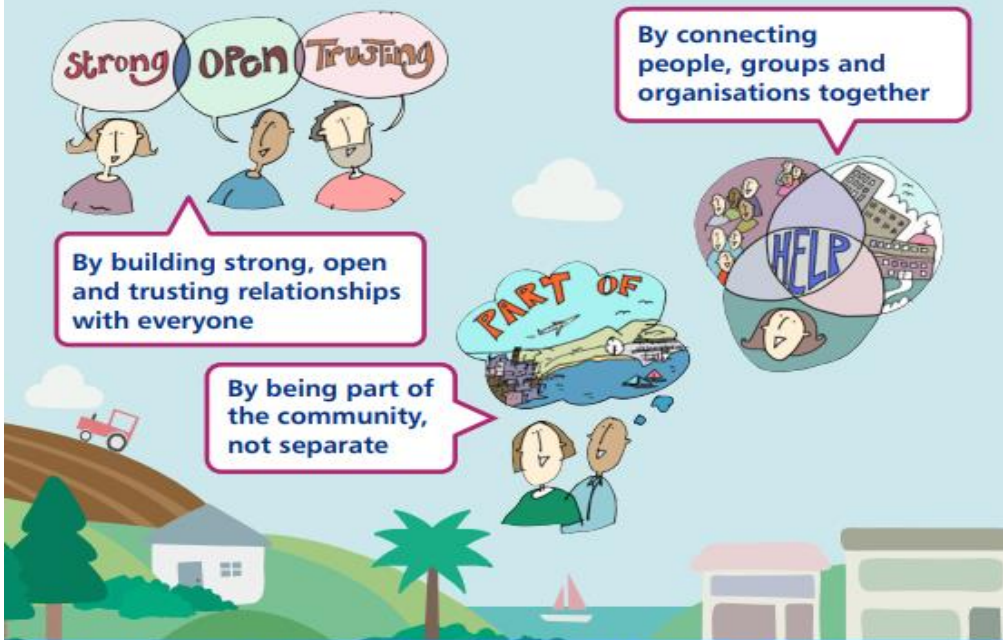 Strong OPEN Trusting
By building strong, open
and trusting relationships
with everyone
By connecting
people, groups and
organisations together
HELP
PART OF
By being part of
the community,
not separate